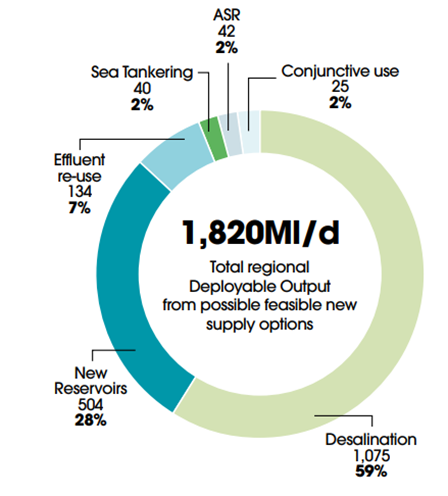 ASR
42
2%
Sea Tankering
40
2%
Conjunctive use
25
2%
Effluent
re-use
134
7%
1,820Ml/d
Total regional
Deployable Output
from possible feasible new
supply options
New
Reservoirs
504
28%
Desalination
1,075
59%